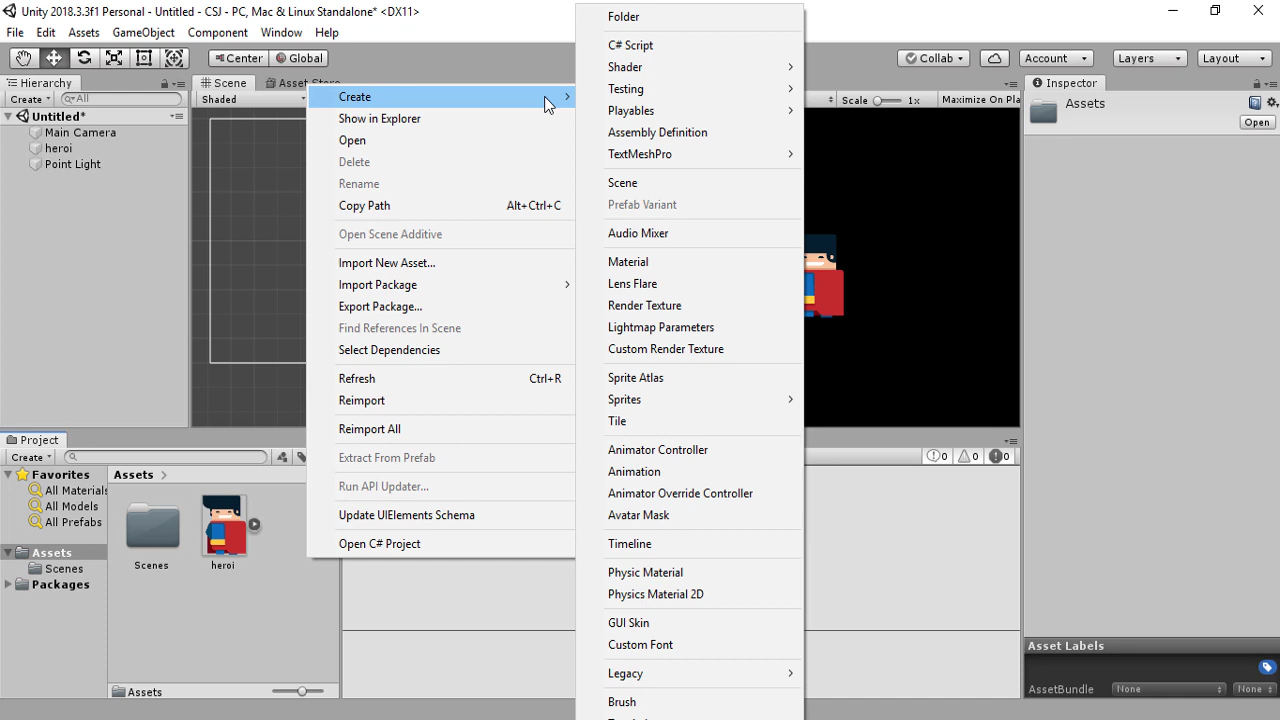 Unity 2018.3.3f1 Personal - Untitled - CSJ - PC, Mac & Linux Standalone* <DX11>
File Edit Assets GameObject Component Window Help
Center Global
Collab Account Layers Layout
Hierarchy
Scene
Asset Store
Inspector
Create All
Shaded
Scale 1x Maximize On Pla
Assets
Open
Untitled*
Main Camera
heroi
Point Light
Create
Show in Explorer
Open
Delete
Rename
Copy Path Alt+Ctrl+C
Open Scene Additive
Import New Asset...
Import Package
Export Package...
Find References In Scene
Select Dependencies
Refresh Ctrl+R
Reimport
Reimport All
Extract From Prefab
Run API Updater...
Update UIElements Schema
Open C# Project
Folder
C# Script
Shader
Testing
Playables
Assembly Definition
TextMeshPro
Scene
Prefab Variant
Audio Mixer
Material
Lens Flare
Render Texture
Lightmap Parameters
Custom Render Texture
Sprite Atlas
Sprites
Tile
Animator Controller
Animation
Animator Override Controller
Avatar Mask
Timeline
Physic Material
Physics Material 2D
GUI Skin
Custom Font
Legacy
Brush
Project
Create
0 0 0
Favorites
All Materials
All Models
All Prefabs
Assets
Scenes
Packages
Assets
Scenes
heroi
Assets
Asset Labels
AssetBundle None None